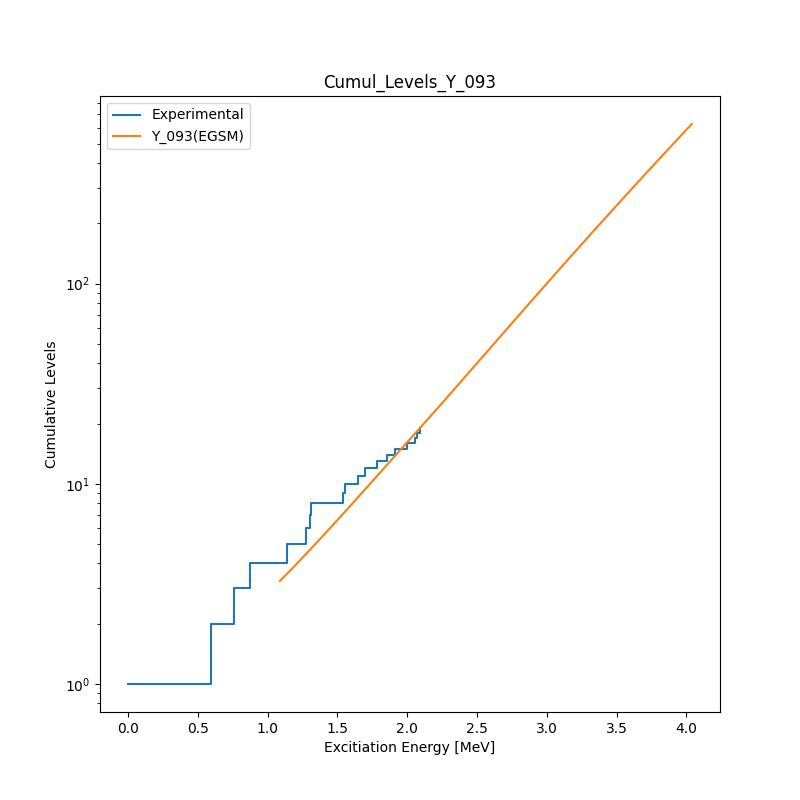 Cumul_Levels_Y_093
Experimental
Y_093(EGSM)
Cumulative Levels
10²
10¹
10⁰
0.0 0.5 1.0 1.5 2.0 2.5 3.0 3.5 4.0
Excitiation Energy [MeV]